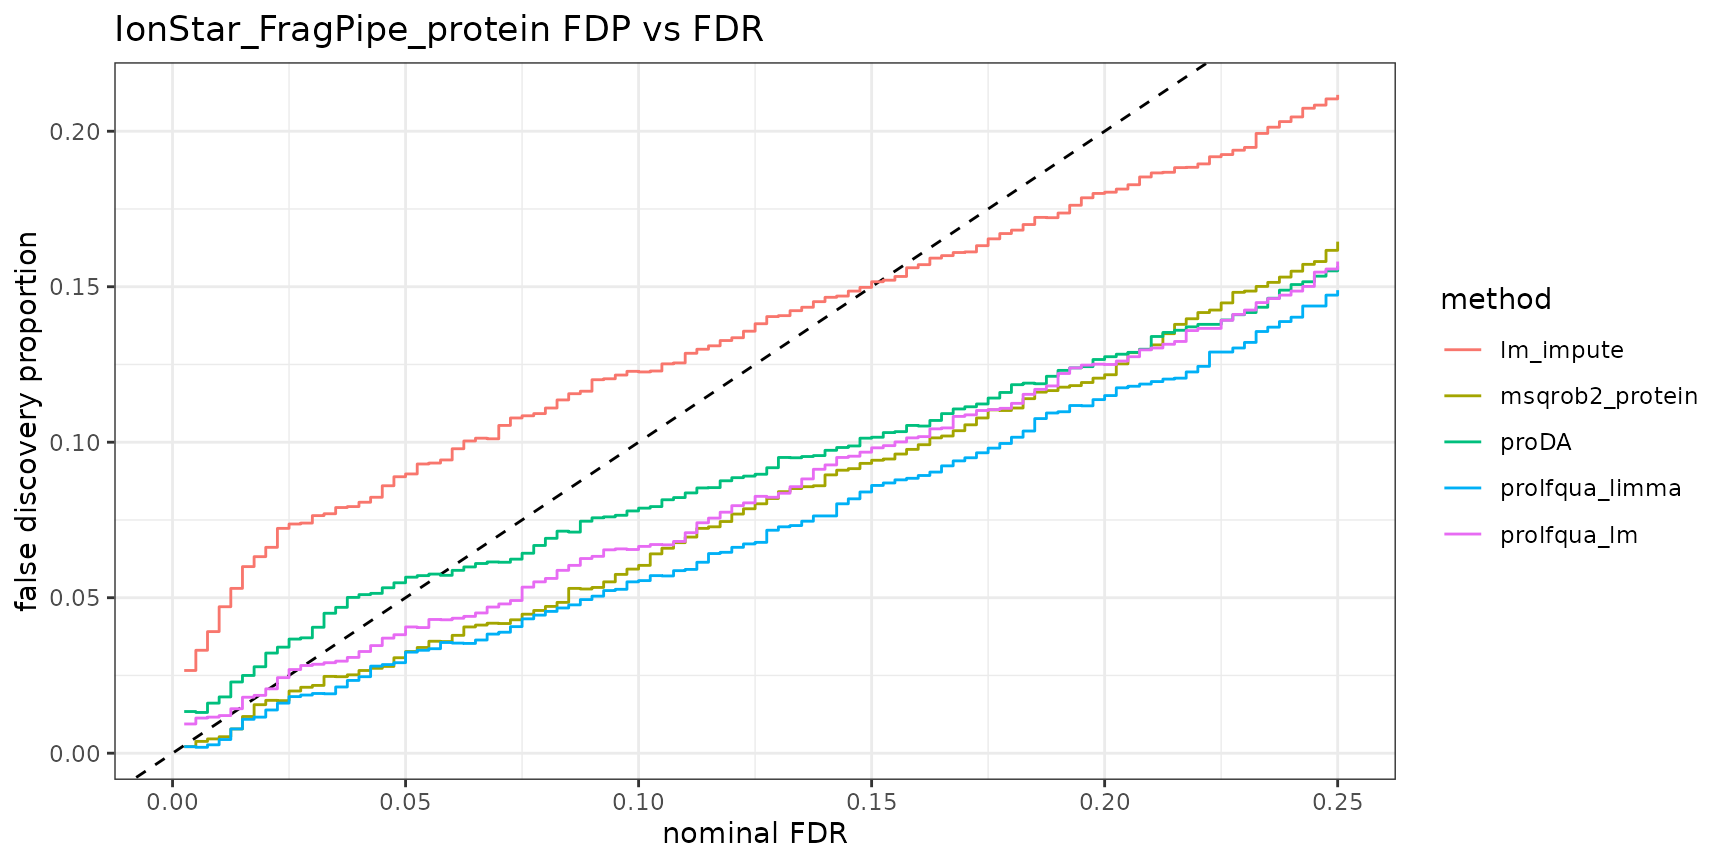 IonStar_FragPipe_protein FDP vs FDR
false discovery proportion
0.20
0.15
0.10
0.05
0.00
0.00 0.05 0.10 0.15 0.20 0.25
nominal FDR
method
lm_impute
msqrob2_protein
proDA
prolfqua_limma
prolfqua_lm